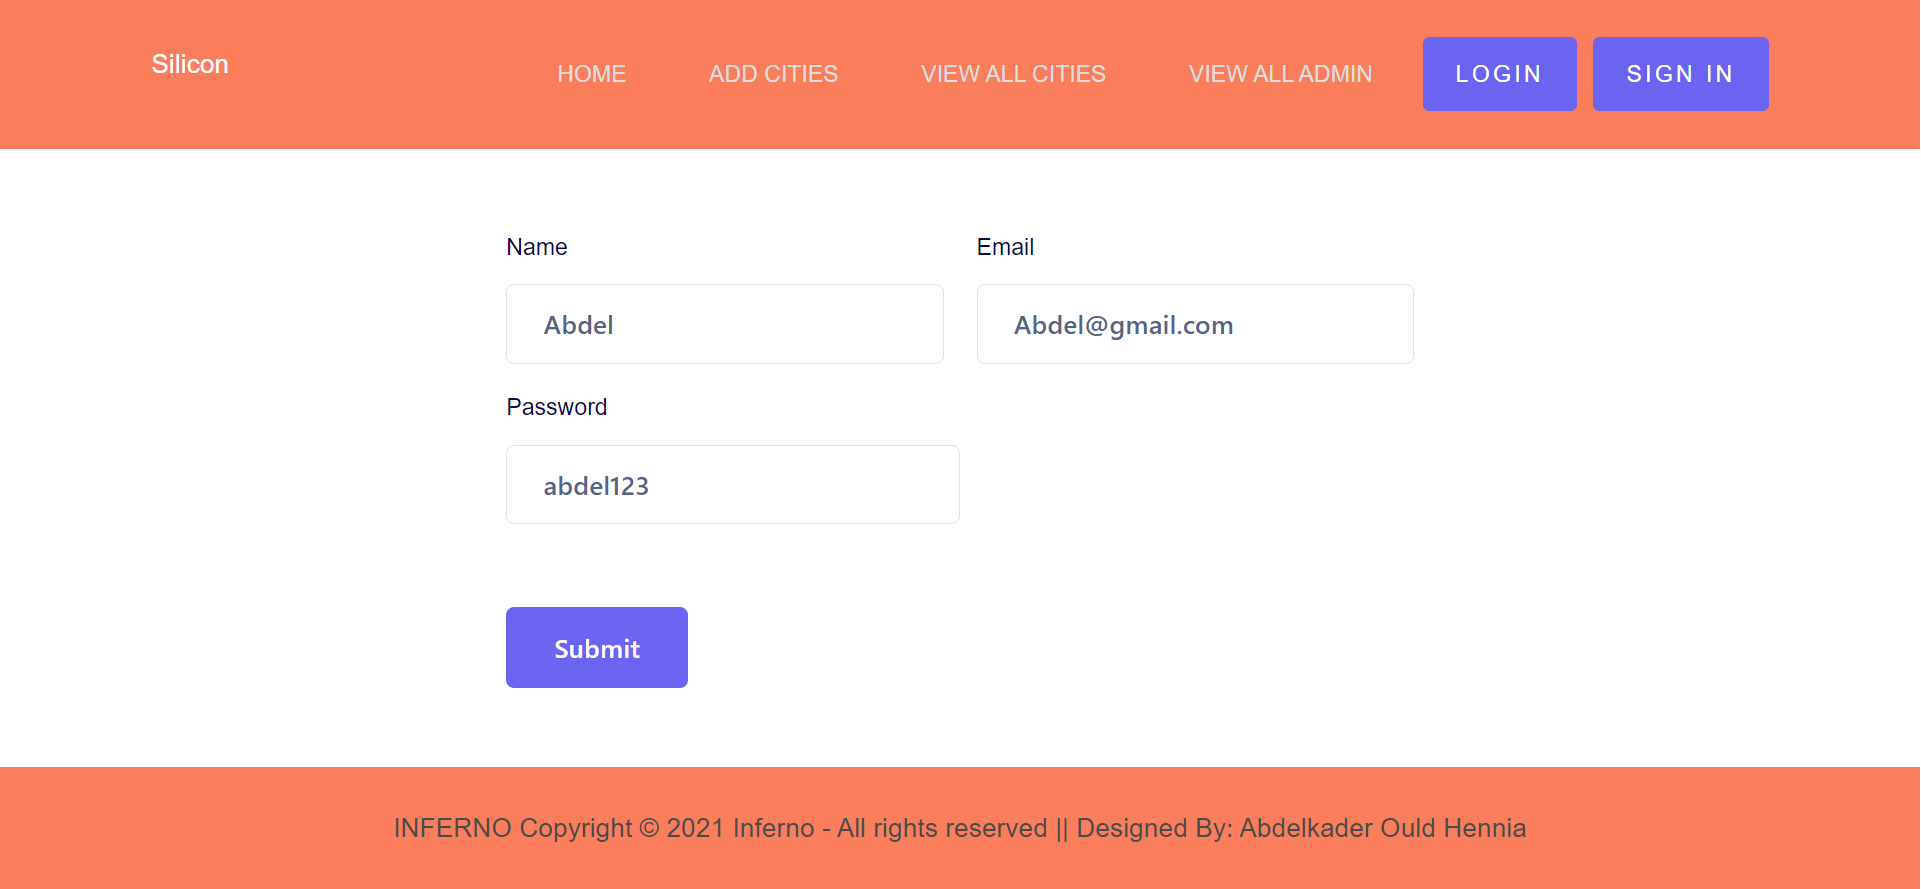 Silicon
HOME
ADD CITIES
VIEW ALL CITIES
VIEW ALL ADMIN
LOGIN
SIGN IN
Name
Email
Abdel
Abdel@gmail.com
Password
abdel123
Submit
INFERNO Copyright © 2021 Inferno - All rights reserved || Designed By: Abdelkader Ould Hennia